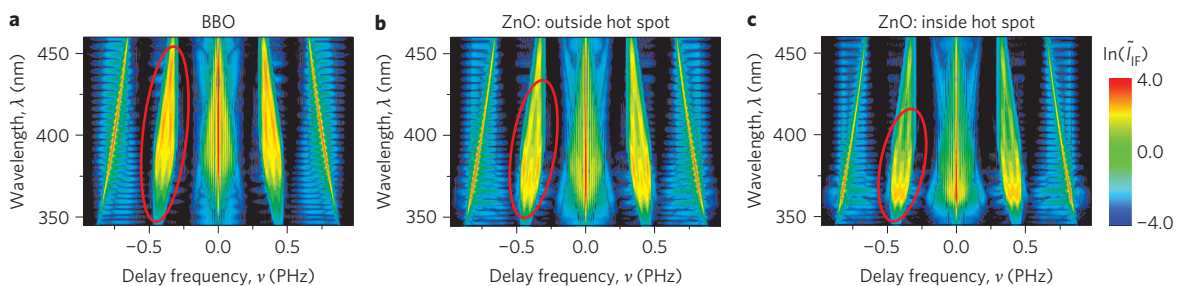 a
BBO
Wavelength, λ (nm)
450
400
350
−0.5
0.0
0.5
Delay frequency, ν (PHz)
b
ZnO: outside hot spot
Wavelength, λ (nm)
450
400
350
−0.5
0.0
0.5
Delay frequency, ν (PHz)
c
ZnO: inside hot spot
Wavelength, λ (nm)
450
400
350
−0.5
0.0
0.5
Delay frequency, ν (PHz)
ln(Ĩ_IF)
4.0
0.0
−4.0